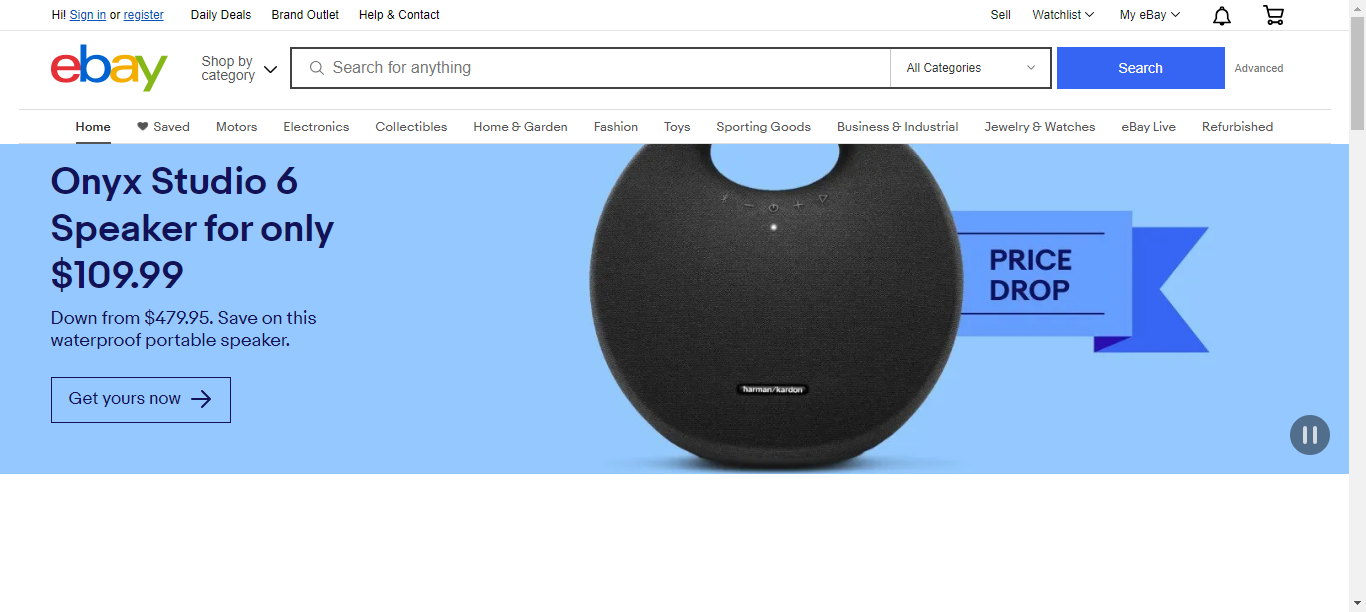 Hi! Sign in or register Daily Deals Brand Outlet Help & Contact Sell Watchlist My eBay
ebay
Shop by
category
Search for anything
All Categories
Search
Advanced
Home Saved Motors Electronics Collectibles Home & Garden Fashion Toys Sporting Goods Business & Industrial Jewelry & Watches eBay Live Refurbished
Onyx Studio 6
Speaker for only
$109.99
Down from $479.95. Save on this
waterproof portable speaker.
Get yours now
harman/kardon
PRICE
DROP